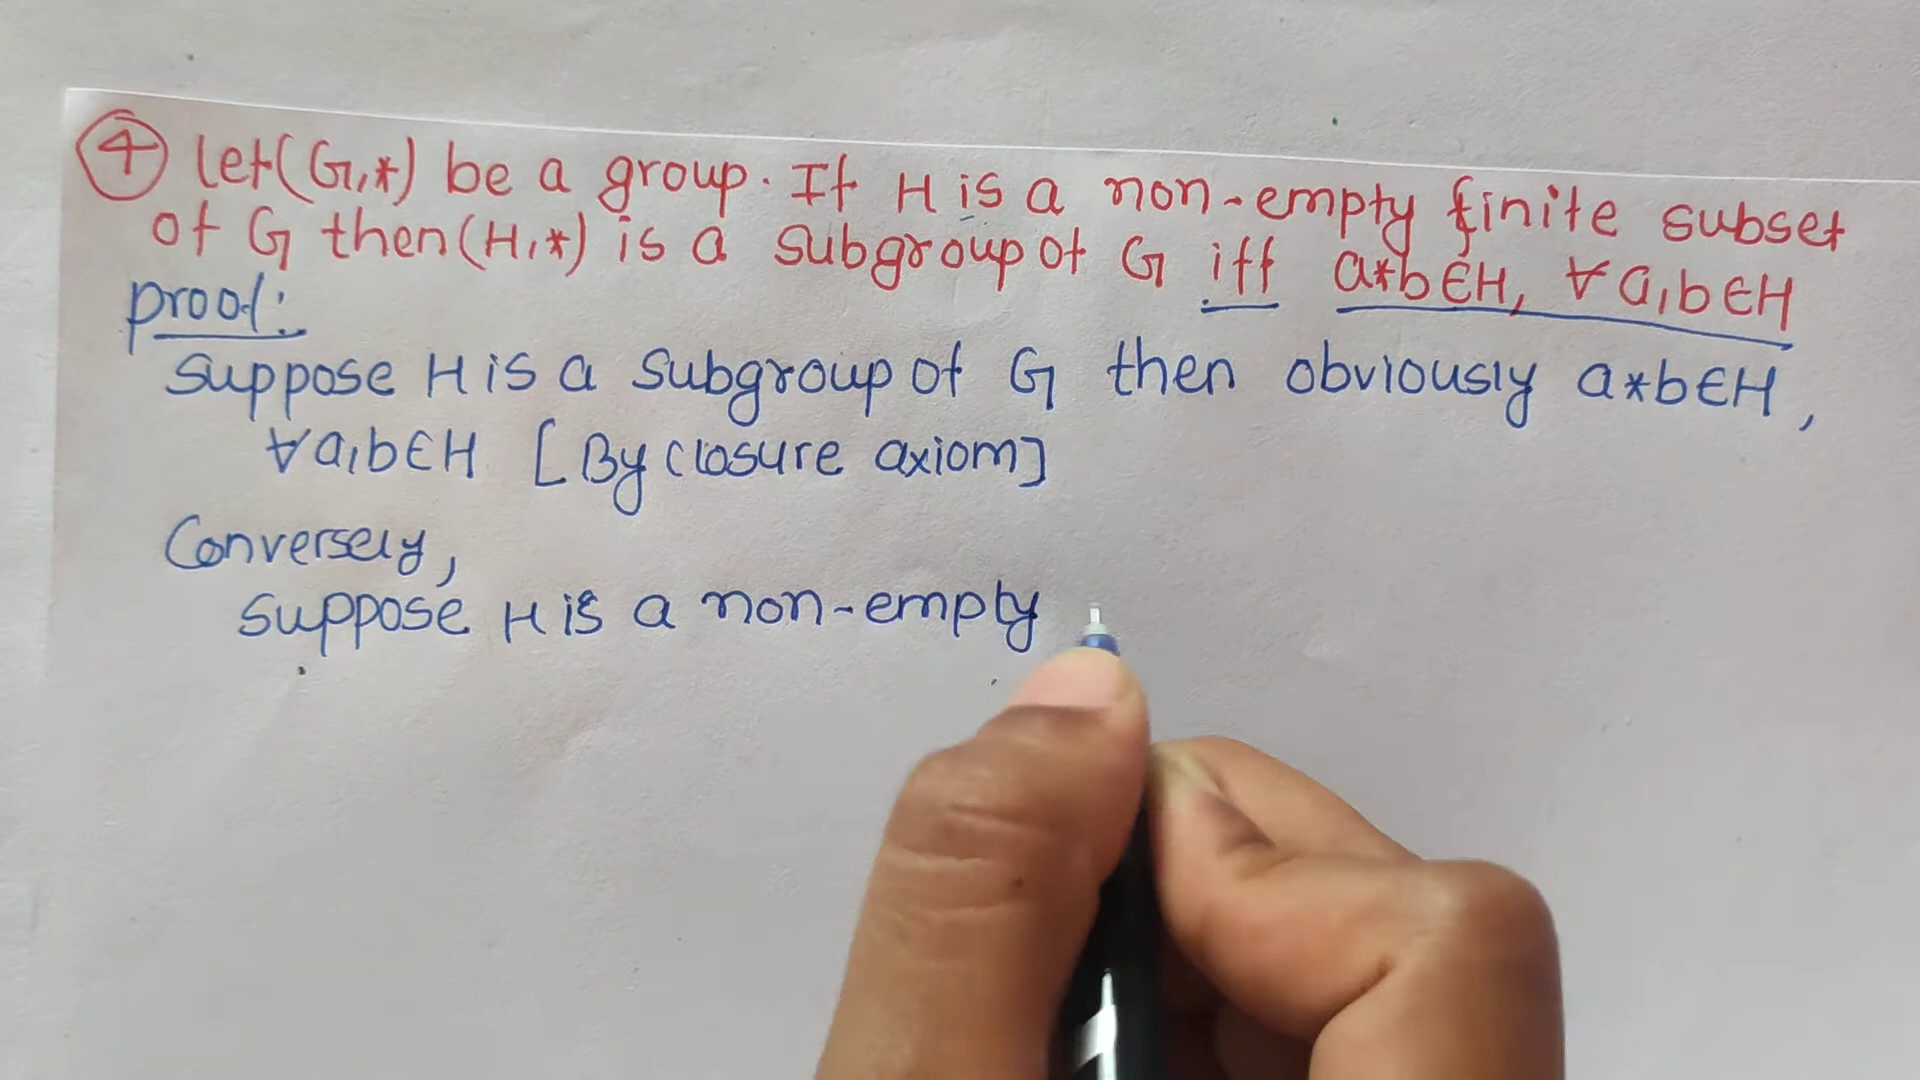 ④ let (G,*) be a group. If H is a non-empty finite subset
of G then (H,*) is a subgroup of G iff a*b∈H, ∀ a,b∈H
proof:
suppose H is a subgroup of G then obviously a*b∈H,
∀a,b∈H [By closure axiom]
Conversely,
suppose H is a non-empty